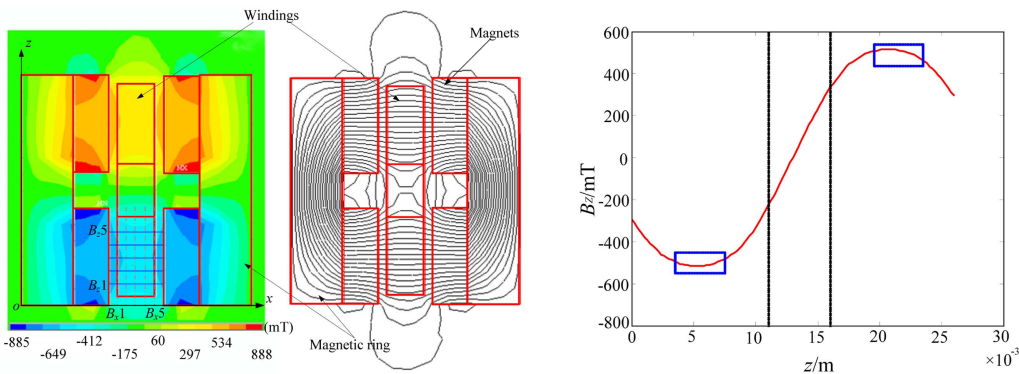 Windings
Magnets
z
B_z5
B_z1
o
x
B_x1
B_x5
(mT)
-885
-412
60
534
-649
-175
297
888
Magnetic ring
B_z/mT
600
400
200
0
-200
-400
-600
-800
0
5
10
15
20
25
30
×10⁻³
z/m